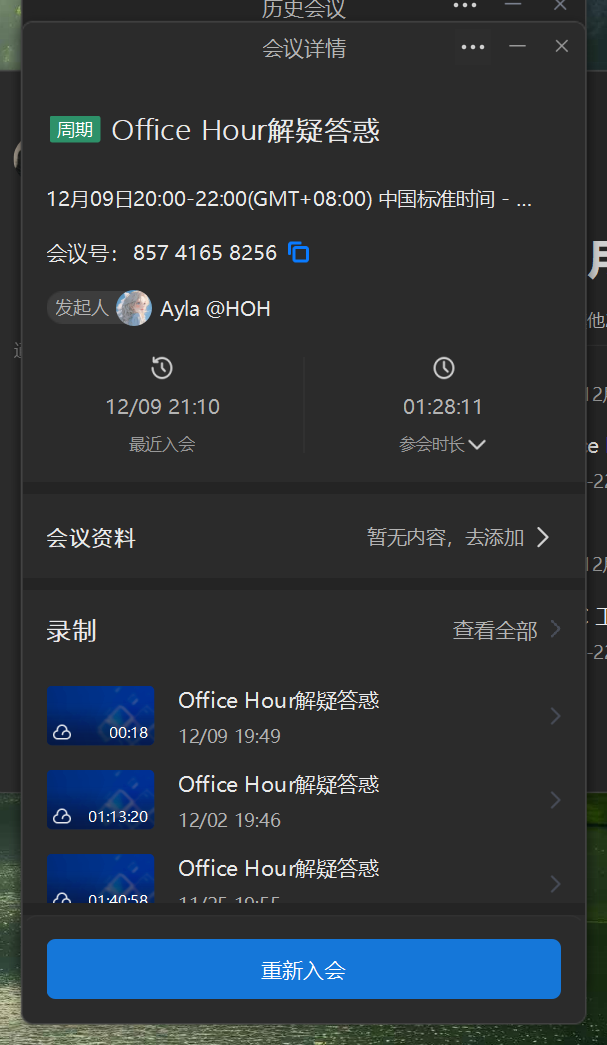 历史会议
会议详情
周期 Office Hour解疑答惑
12月09日20:00-22:00(GMT+08:00) 中国标准时间 - ...
会议号： 857 4165 8256
发起人 Ayla @HOH
12/09 21:10
最近入会
01:28:11
参会时长
会议资料
暂无内容，去添加
录制
查看全部
00:18
Office Hour解疑答惑
12/09 19:49
01:13:20
Office Hour解疑答惑
12/02 19:46
01:40:58
Office Hour解疑答惑
11/25 19:55
重新入会